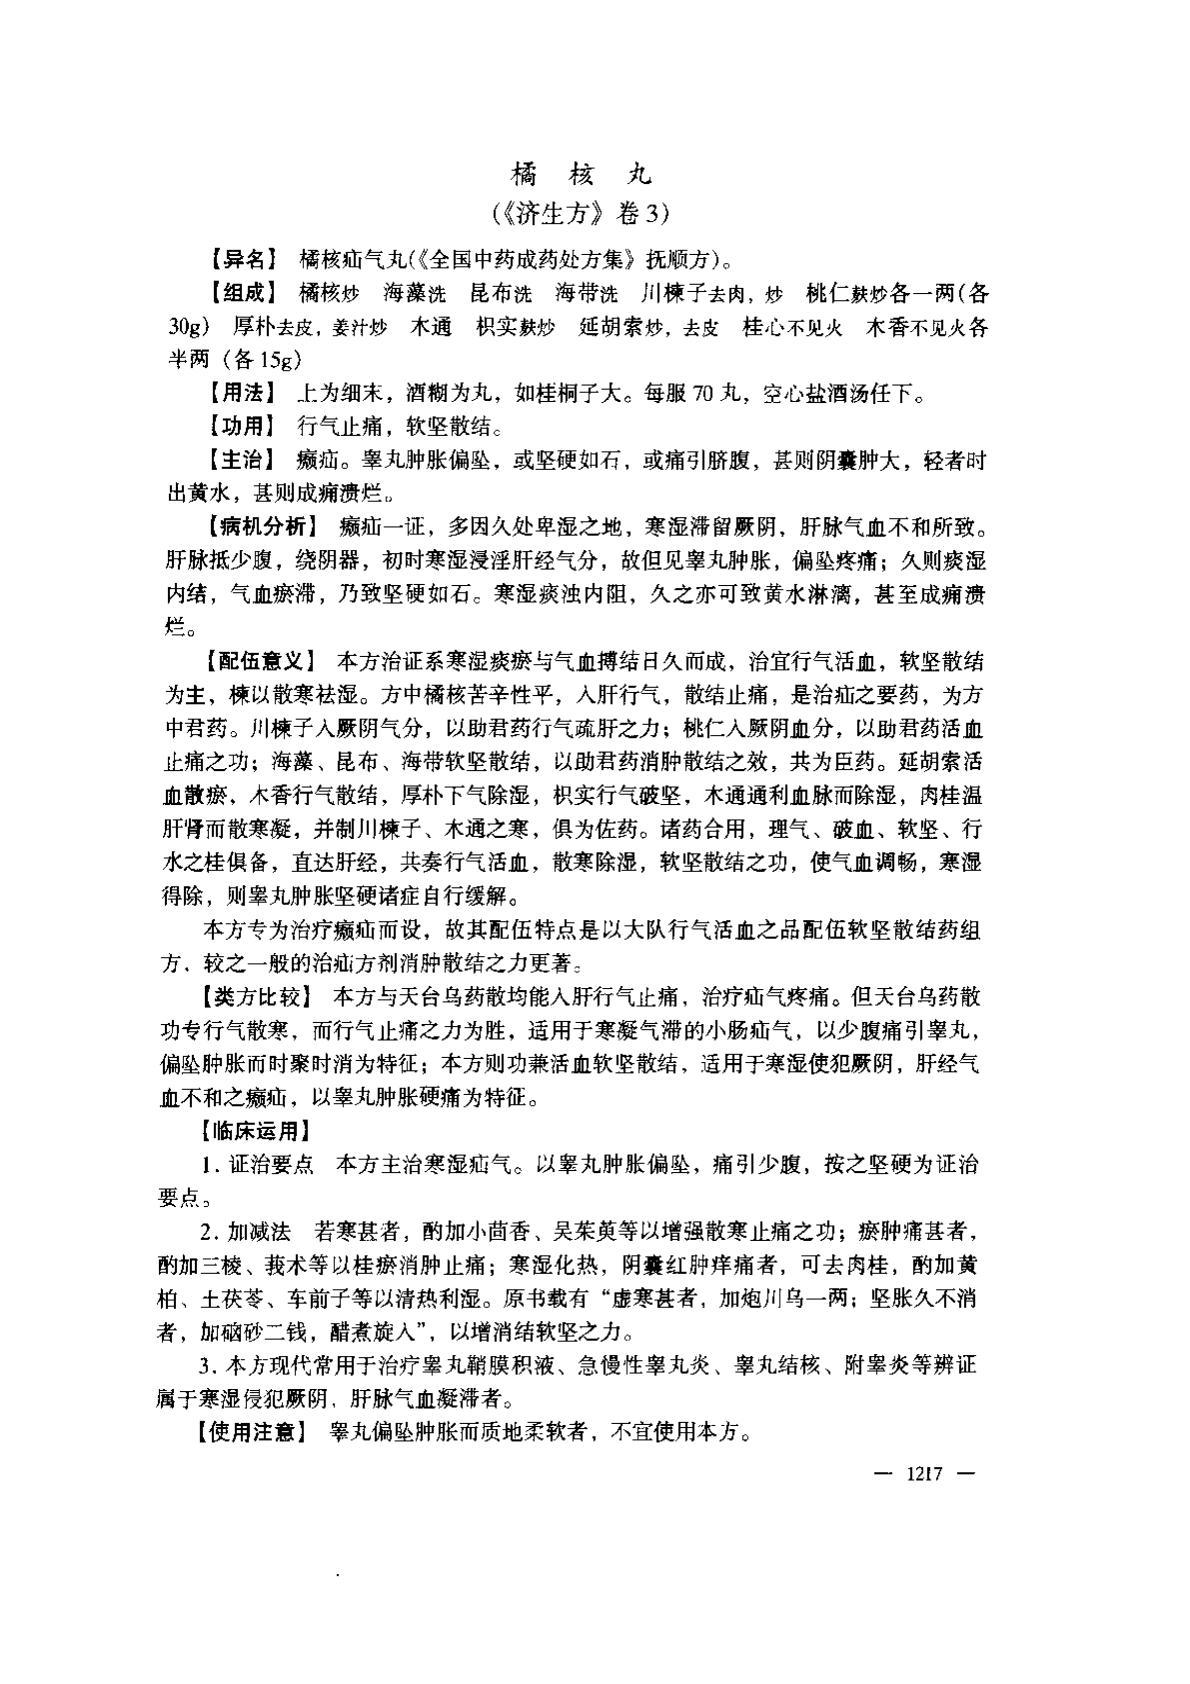 橘 核 丸
(《济生方》卷 3)
【异名】 橘核疝气丸(《全国中药成药处方集》抚顺方)。
【组成】 橘核炒 海藻洗 昆布洗 海带洗 川楝子去肉，炒 桃仁麸炒各一两(各
30g) 厚朴去皮，姜汁炒 木通 枳实麸炒 延胡索炒，去皮 桂心不见火 木香不见火各
半两（各 15g）
【用法】 上为细末，酒糊为丸，如桂桐子大。每服 70 丸，空心盐酒汤任下。
【功用】 行气止痛，软坚散结。
【主治】 癞疝。睾丸肿胀偏坠，或坚硬如石，或痛引脐腹，甚则阴囊肿大，轻者时
出黄水，甚则成痈溃烂。
【病机分析】 癞疝一证，多因久处卑湿之地，寒湿滞留厥阴，肝脉气血不和所致。
肝脉抵少腹，绕阴器，初时寒湿浸淫肝经气分，故但见睾丸肿胀，偏坠疼痛；久则痰湿
内结，气血瘀滞，乃致坚硬如石。寒湿痰浊内阻，久之亦可致黄水淋漓，甚至成痈溃
烂。
【配伍意义】 本方治证系寒湿痰瘀与气血搏结日久而成，治宜行气活血，软坚散结
为主，楝以散寒祛湿。方中橘核苦辛性平，入肝行气，散结止痛，是治疝之要药，为方
中君药。川楝子入厥阴气分，以助君药行气疏肝之力；桃仁入厥阴血分，以助君药活血
止痛之功；海藻、昆布、海带软坚散结，以助君药消肿散结之效，共为臣药。延胡索活
血散瘀，木香行气散结，厚朴下气除湿，枳实行气破坚，木通通利血脉而除湿，肉桂温
肝肾而散寒凝，并制川楝子、木通之寒，俱为佐药。诸药合用，理气、破血、软坚、行
水之桂俱备，直达肝经，共奏行气活血，散寒除湿，软坚散结之功，使气血调畅，寒湿
得除，则睾丸肿胀坚硬诸症自行缓解。
本方专为治疗癞疝而设，故其配伍特点是以大队行气活血之品配伍软坚散结药组
方，较之一般的治疝方剂消肿散结之力更著。
【类方比较】 本方与天台乌药散均能入肝行气止痛，治疗疝气疼痛。但天台乌药散
功专行气散寒，而行气止痛之力为胜，适用于寒凝气滞的小肠疝气，以少腹痛引睾丸，
偏坠肿胀而时聚时消为特征；本方则功兼活血软坚散结，适用于寒湿使犯厥阴，肝经气
血不和之癞疝，以睾丸肿胀硬痛为特征。
【临床运用】
1. 证治要点 本方主治寒湿疝气。以睾丸肿胀偏坠，痛引少腹，按之坚硬为证治
要点。
2. 加减法 若寒甚者，酌加小茴香、吴茱萸等以增强散寒止痛之功；瘀肿痛甚者，
酌加三棱、莪术等以桂瘀消肿止痛；寒湿化热，阴囊红肿痒痛者，可去肉桂，酌加黄
柏、土茯苓、车前子等以清热利湿。原书载有“虚寒甚者，加炮川乌一两；坚胀久不消
者，加硇砂二钱，醋煮旋入”，以增消结软坚之力。
3. 本方现代常用于治疗睾丸鞘膜积液、急慢性睾丸炎、睾丸结核、附睾炎等辨证
属于寒湿侵犯厥阴，肝脉气血凝滞者。
【使用注意】 睾丸偏坠肿胀而质地柔软者，不宜使用本方。
— 1217 —